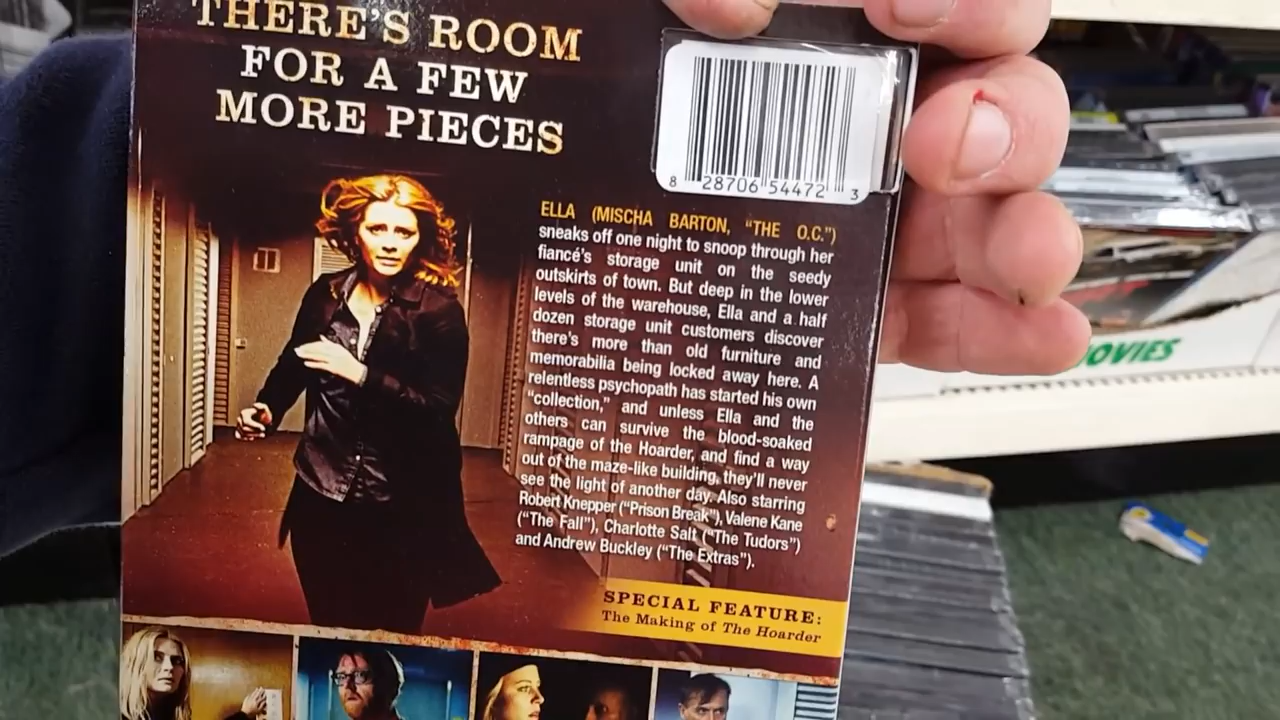 THERE'S ROOM
FOR A FEW
MORE PIECES
8 28706 54472 3
ELLA (MISCHA BARTON, "THE O.C.")
sneaks off one night to snoop through her
fiancé's storage unit on the seedy
outskirts of town. But deep in the lower
levels of the warehouse, Ella and a half
dozen storage unit customers discover
there's more than old furniture and
memorabilia being locked away here. A
relentless psychopath has started his own
"collection," and unless Ella and the
others can survive the blood-soaked
rampage of the Hoarder, and find a way
out of the maze-like building, they'll never
see the light of another day. Also starring
Robert Knepper ("Prison Break"), Valene Kane
("The Fall"), Charlotte Salt ("The Tudors")
and Andrew Buckley ("The Extras").
SPECIAL FEATURE:
The Making of The Hoarder
OVIES